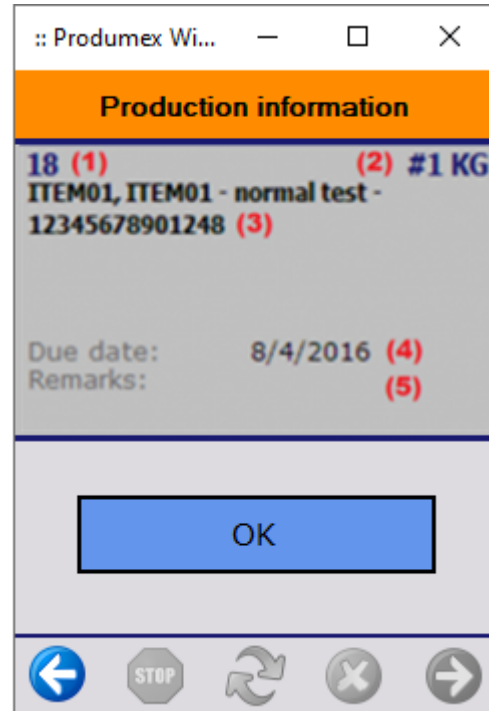 :: Produmex Wi...
Production information
18 (1) (2) #1 KG
ITEM01, ITEM01 - normal test -
12345678901248 (3)
Due date: 8/4/2016 (4)
Remarks: (5)
OK
STOP